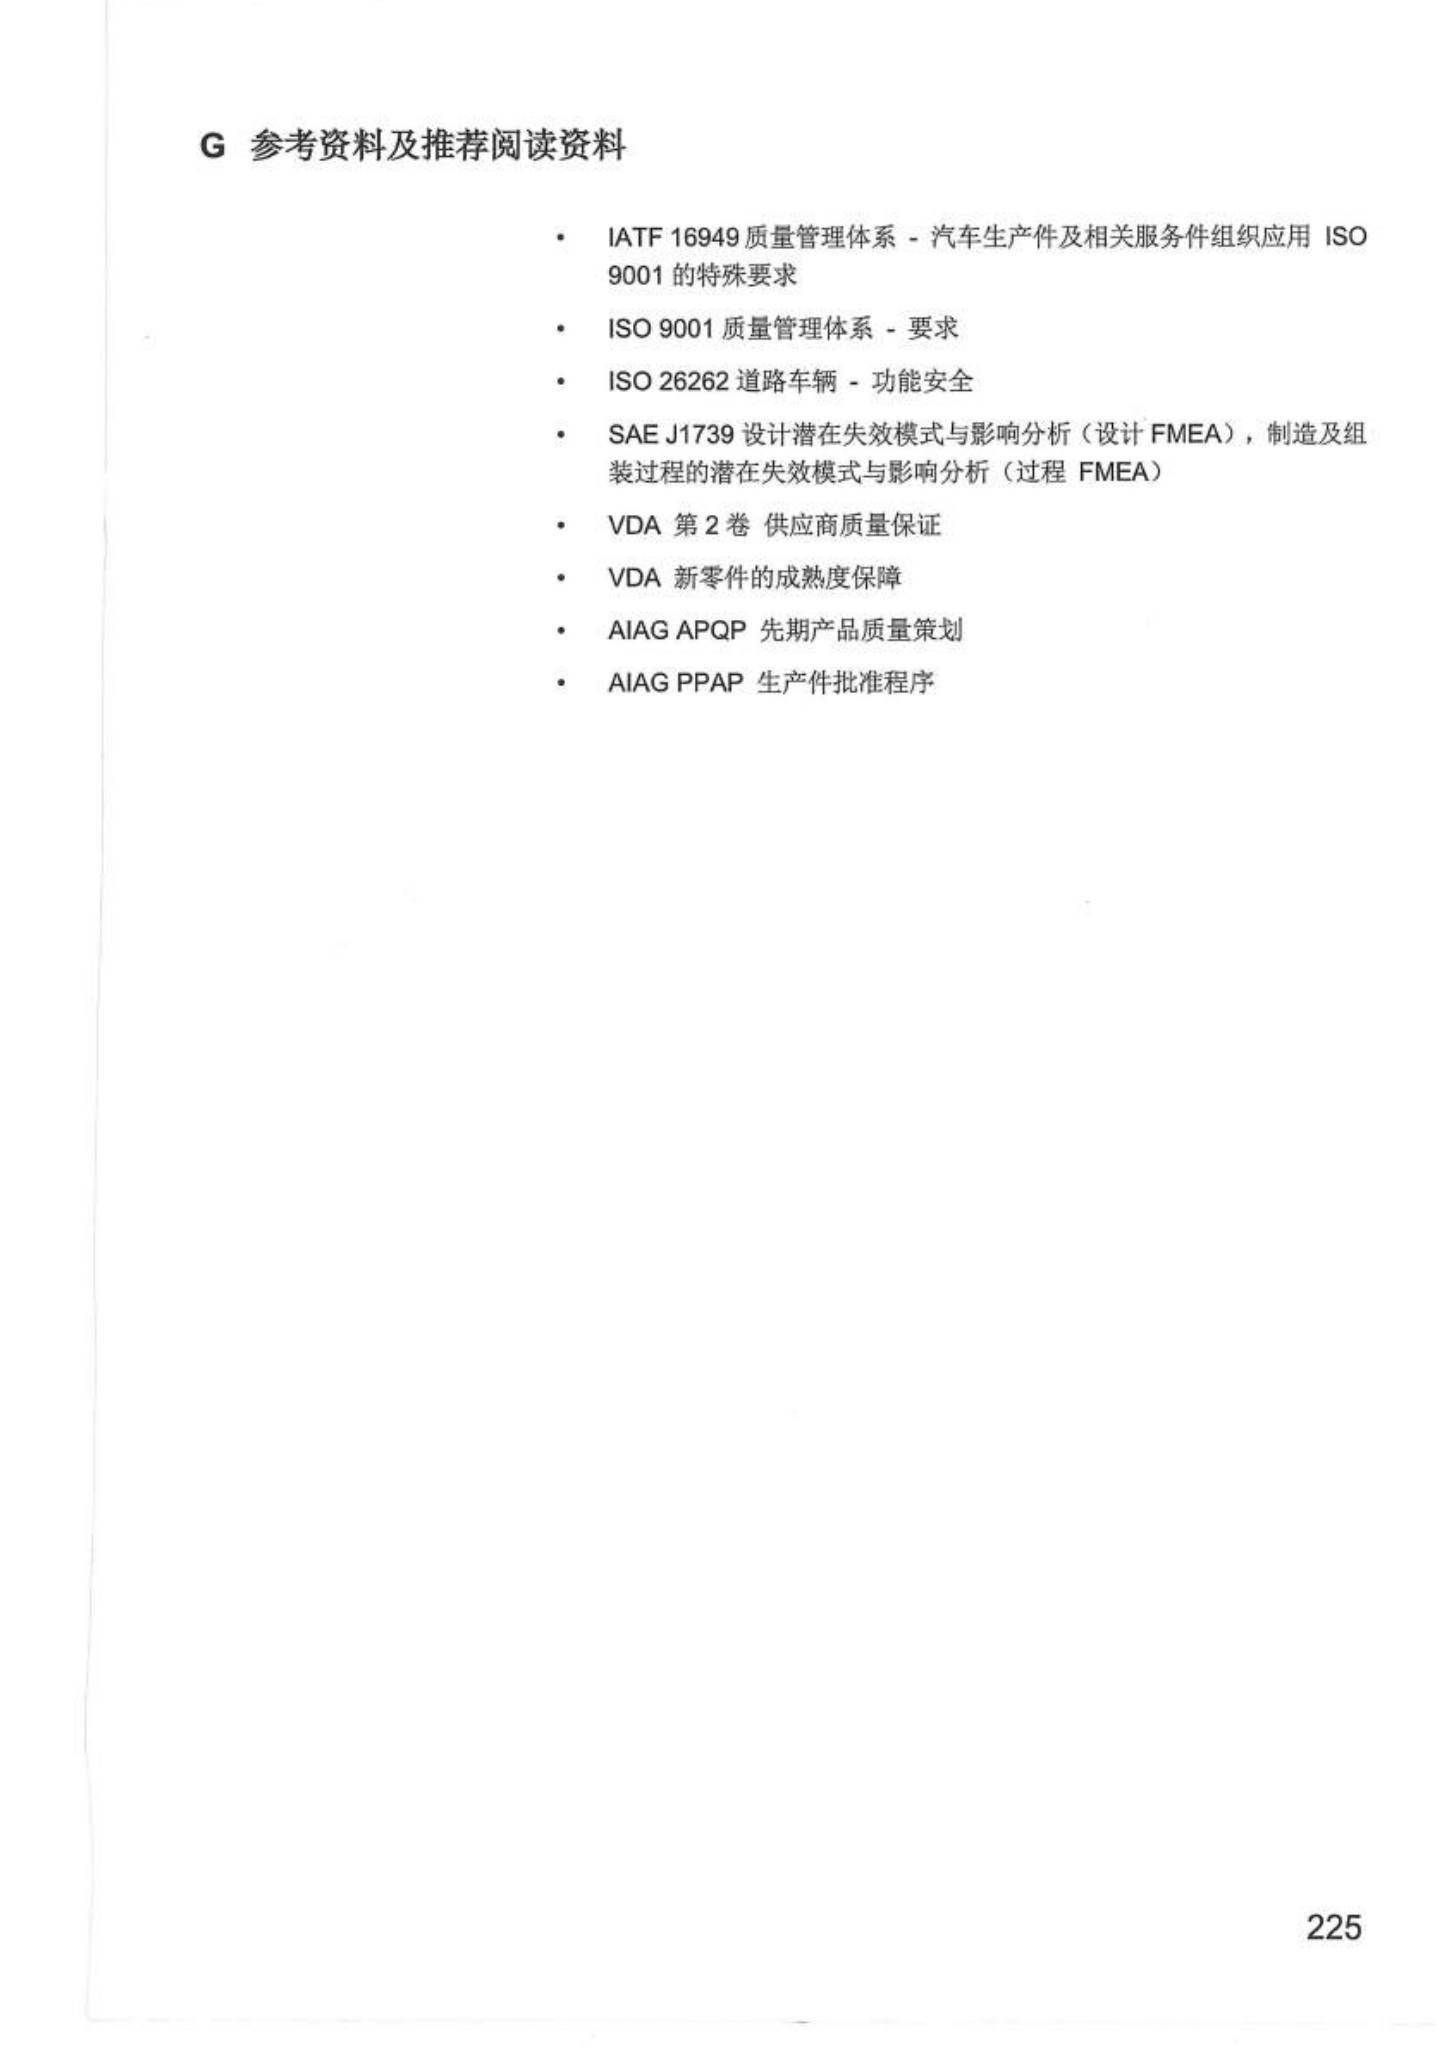 G 参考资料及推荐阅读资料
• IATF 16949 质量管理体系 - 汽车生产件及相关服务件组织应用 ISO
9001 的特殊要求
• ISO 9001 质量管理体系 - 要求
• ISO 26262 道路车辆 - 功能安全
• SAE J1739 设计潜在失效模式与影响分析（设计 FMEA），制造及组
装过程的潜在失效模式与影响分析（过程 FMEA）
• VDA 第 2 卷 供应商质量保证
• VDA 新零件的成熟度保障
• AIAG APQP 先期产品质量策划
• AIAG PPAP 生产件批准程序
225